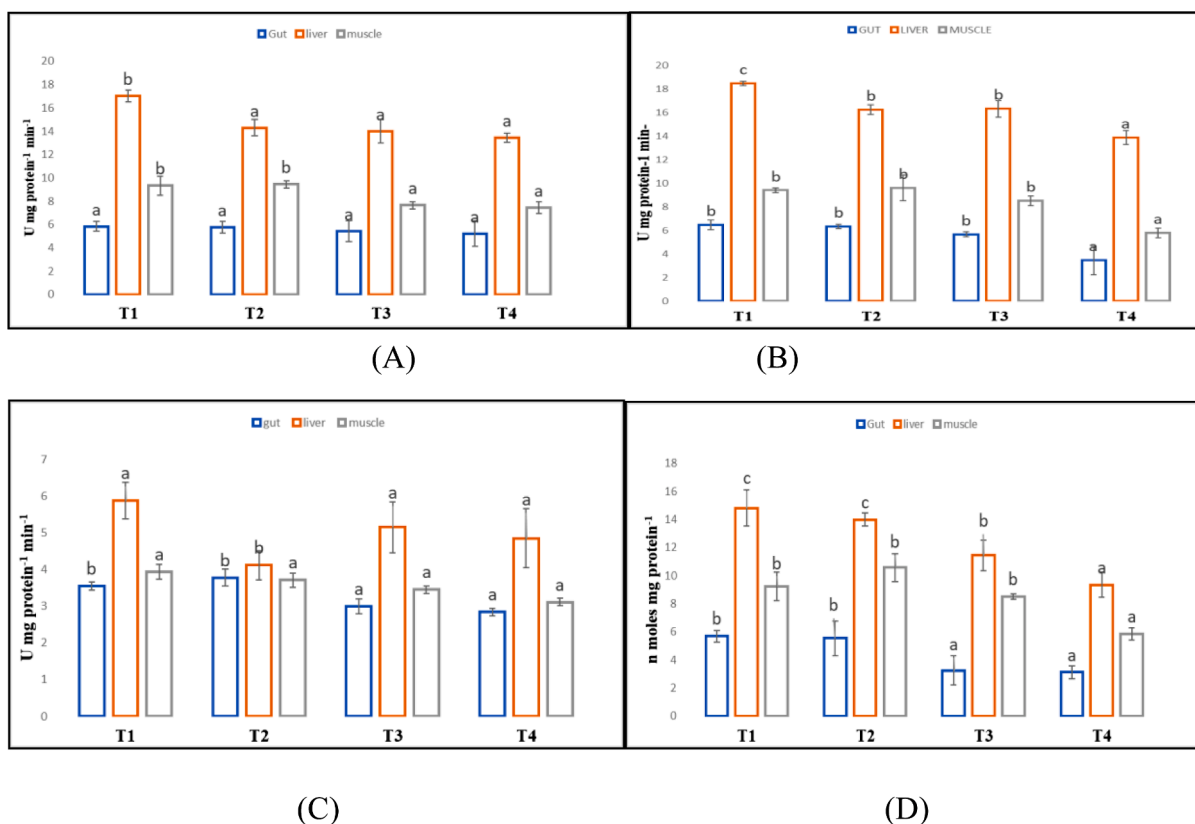 Gut liver muscle
U mg protein⁻¹ min⁻¹
20
18
16
14
12
10
8
6
4
2
0
b
a
a
a
b
b
a
a
a
a
a
a
T1 T2 T3 T4
(A)
GUT LIVER MUSCLE
U mg protein-1 min-
20
18
16
14
12
10
8
6
4
2
0
c
b
b
a
b
b
b
a
b
b
b
a
T1 T2 T3 T4
(B)
gut liver muscle
U mg protein⁻¹ min⁻¹
7
6
5
4
3
2
1
0
a
b
a
a
b
a
b
a
a
a
a
a
T1 T2 T3 T4
(C)
Gut liver muscle
n moles mg protein⁻¹
18
16
14
12
10
8
6
4
2
0
c
c
b
a
b
b
b
b
a
b
a
a
T1 T2 T3 T4
(D)